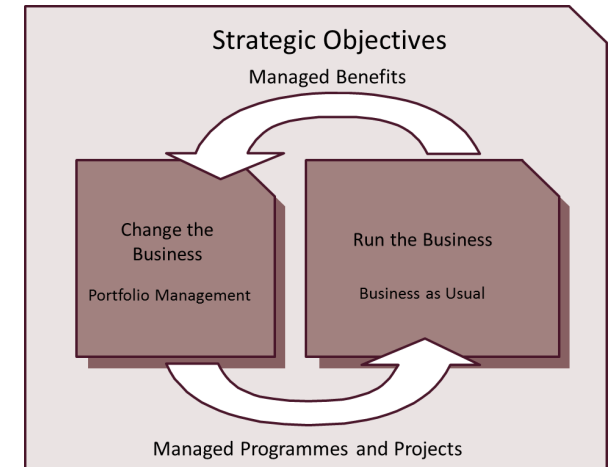 Strategic Objectives
Managed Benefits
Change the
Business
Portfolio Management
Run the Business
Business as Usual
Managed Programmes and Projects